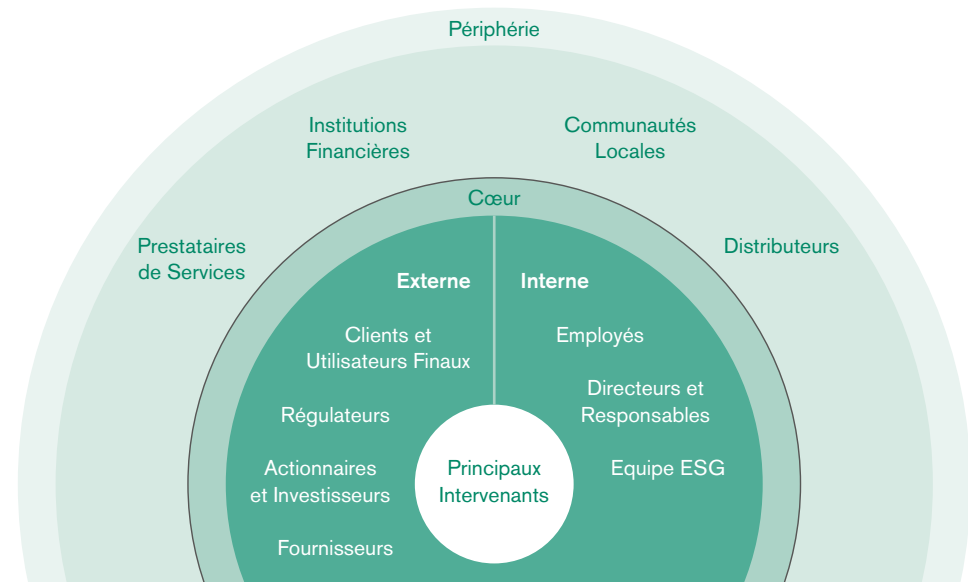 Périphérie
Institutions
Financières
Communautés
Locales
Cœur
Prestataires
de Services
Distributeurs
Externe
Interne
Clients et
Utilisateurs Finaux
Employés
Régulateurs
Directeurs et
Responsables
Actionnaires
et Investisseurs
Principaux
Intervenants
Equipe ESG
Fournisseurs